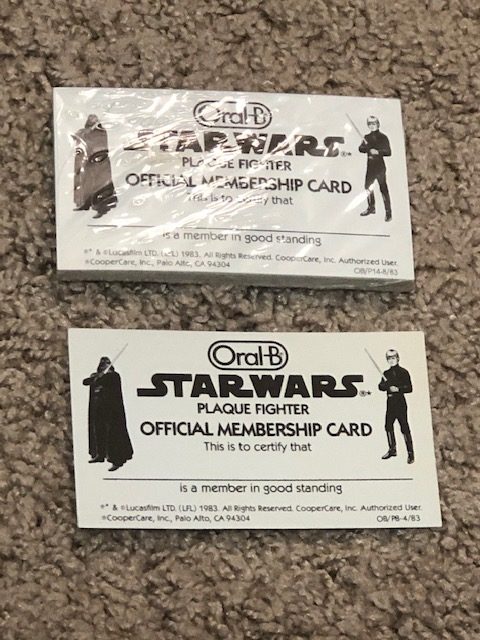 Oral-B
STAR WARS®*
PLAQUE FIGHTER
OFFICIAL MEMBERSHIP CARD
This is to certify that
is a member in good standing
®* & ©Lucasfilm LTD. (LFL) 1983. All Rights Reserved. CooperCare, Inc. Authorized User.
®CooperCare, Inc., Palo Alto, CA 94304
OB/P14-8/83
Oral-B
STAR WARS®*
PLAQUE FIGHTER
OFFICIAL MEMBERSHIP CARD
This is to certify that
is a member in good standing
®* & ©Lucasfilm LTD. (LFL) 1983. All Rights Reserved. CooperCare, Inc. Authorized User.
®CooperCare, Inc., Palo Alto, CA 94304
OB/PB-4/83